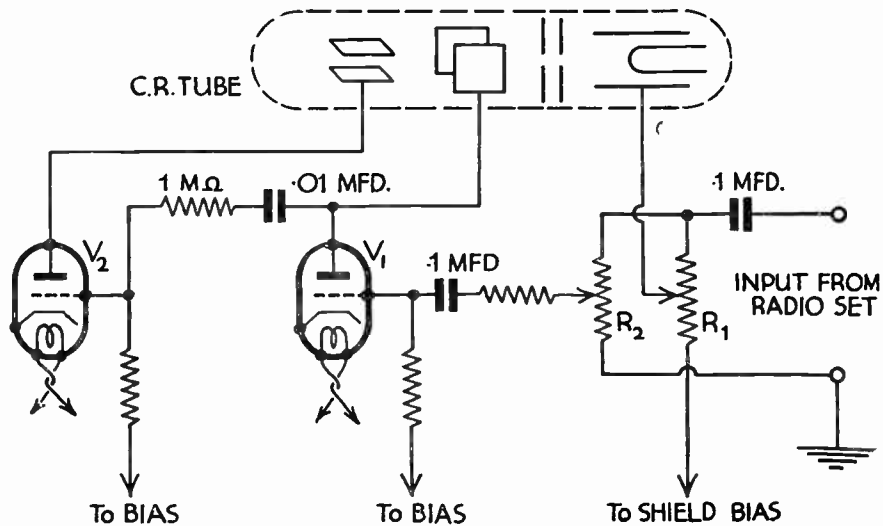 C.R. TUBE
1 MΩ
.01 MFD.
.1 MFD.
V2
V1
.1 MFD
R2
R1
INPUT FROM
RADIO SET
To BIAS
To BIAS
To SHIELD BIAS